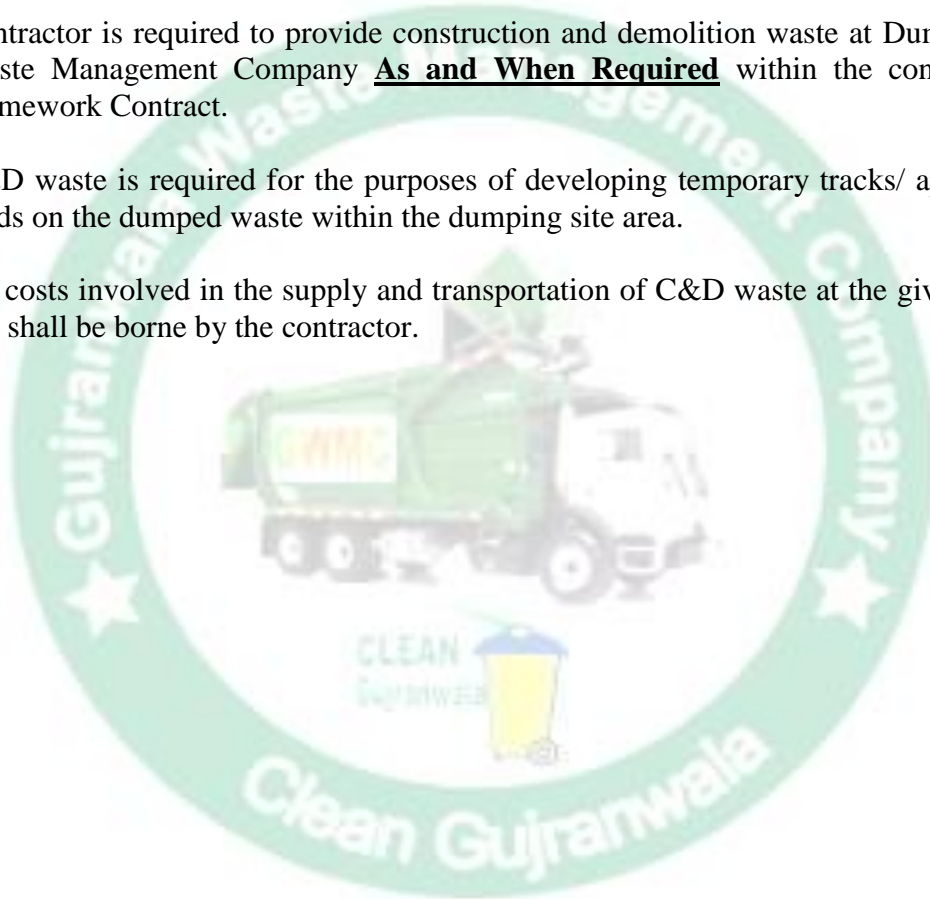 ntractor is required to provide construction and demolition waste at Dum
ste Management Company As and When Required within the con
mework Contract.
D waste is required for the purposes of developing temporary tracks/ a
ds on the dumped waste within the dumping site area.
costs involved in the supply and transportation of C&D waste at the giv
shall be borne by the contractor.
Gujranwala Waste Management Company
GWMC
CLEAN
Gujranwala
Clean Gujranwala